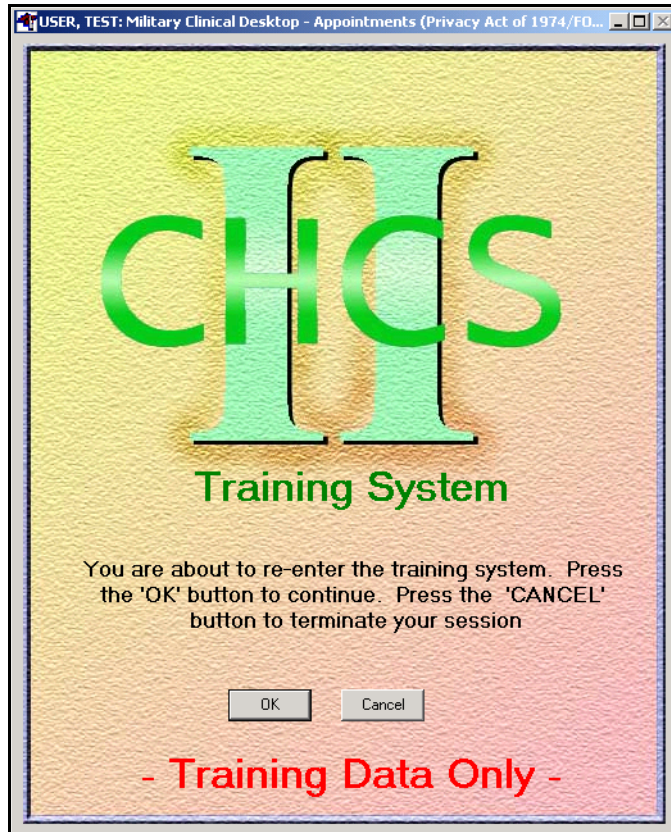 USER, TEST: Military Clinical Desktop - Appointments (Privacy Act of 1974/FO...
II
CHCS
Training System
You are about to re-enter the training system.  Press
the 'OK' button to continue.  Press the  'CANCEL'
button to terminate your session
OK Cancel
- Training Data Only -